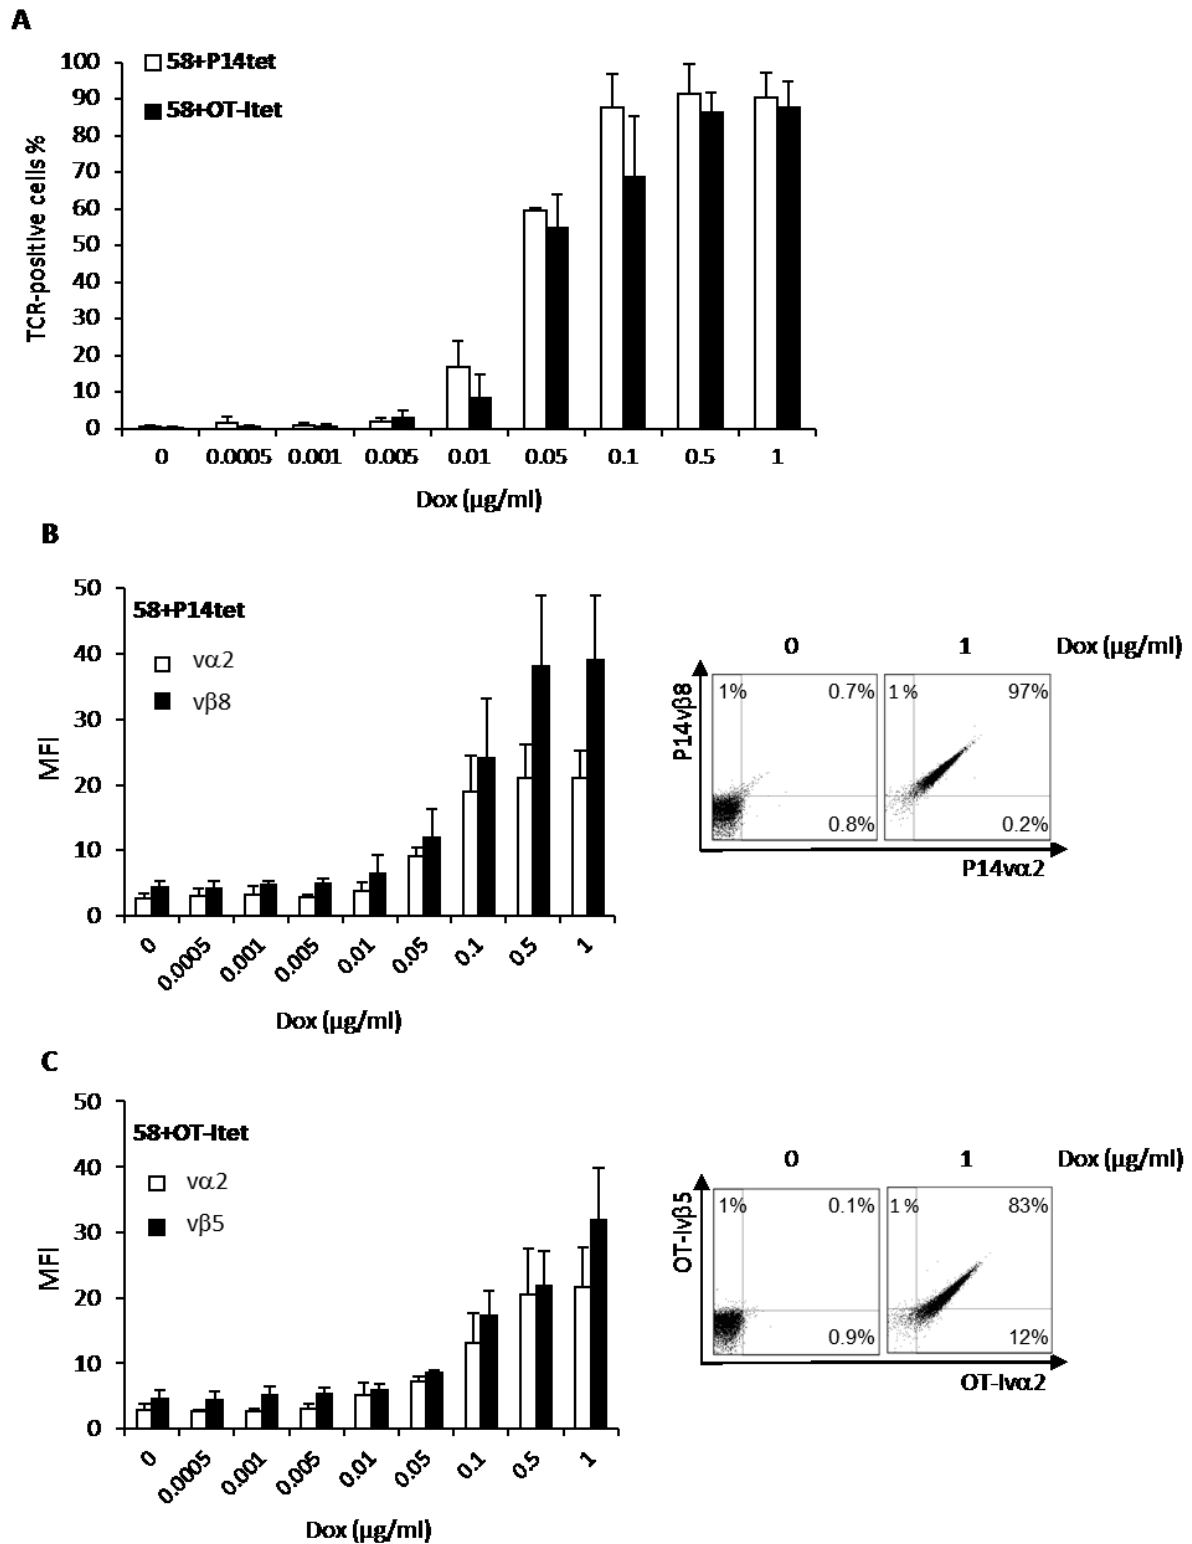 A
100
90
80
70
60
50
40
30
20
10
0
TCR-positive cells %
58+P14tet
58+OT-Itet
0 0.0005 0.001 0.005 0.01 0.05 0.1 0.5 1
Dox (µg/ml)
B
50
40
30
20
10
0
MFI
58+P14tet
vα2
vβ8
0 0.0005 0.001 0.005 0.01 0.05 0.1 0.5 1
Dox (µg/ml)
0 1 Dox (µg/ml)
P14vβ8
1% 0.7% 1% 97%
0.8% 0.2%
P14vα2
C
50
40
30
20
10
0
MFI
58+OT-Itet
vα2
vβ5
0 0.0005 0.001 0.005 0.01 0.05 0.1 0.5 1
Dox (µg/ml)
0 1 Dox (µg/ml)
OT-Ivβ5
1% 0.1% 1% 83%
0.9% 12%
OT-Ivα2